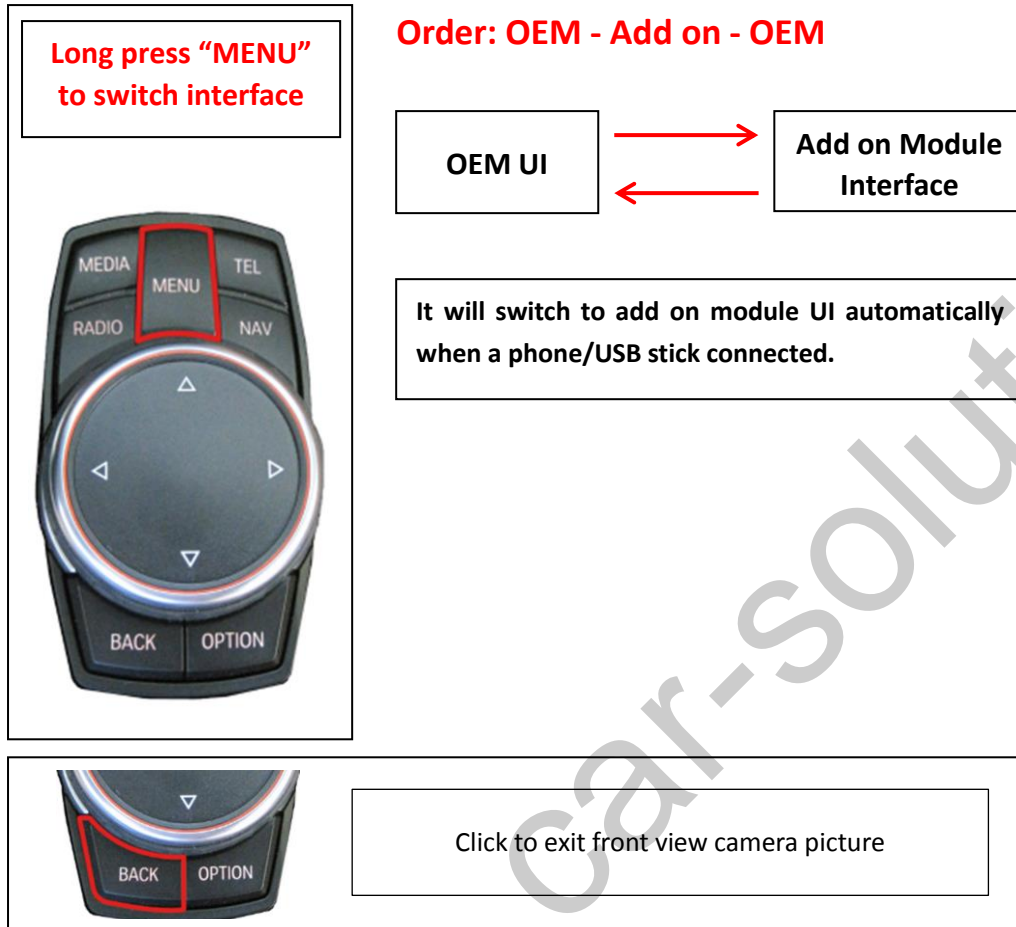 Long press “MENU”
to switch interface
Order: OEM - Add on - OEM
OEM UI
Add on Module
Interface
It will switch to add on module UI automatically
when a phone/USB stick connected.
MEDIA
MENU
TEL
RADIO
NAV
BACK
OPTION
BACK
OPTION
Click to exit front view camera picture
car-solut